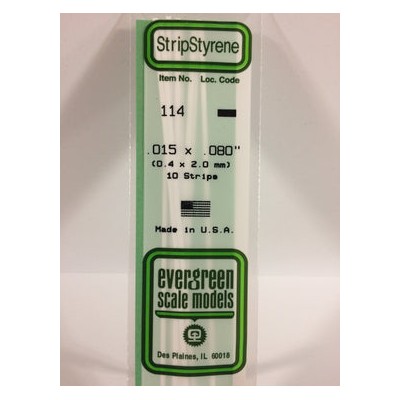 StripStyrene
Item No. Loc. Code
114
.015 x .080"
(0.4 x 2.0 mm)
10 Strips
Made in U.S.A.
evergreen
scale models
Des Plaines, IL 60018